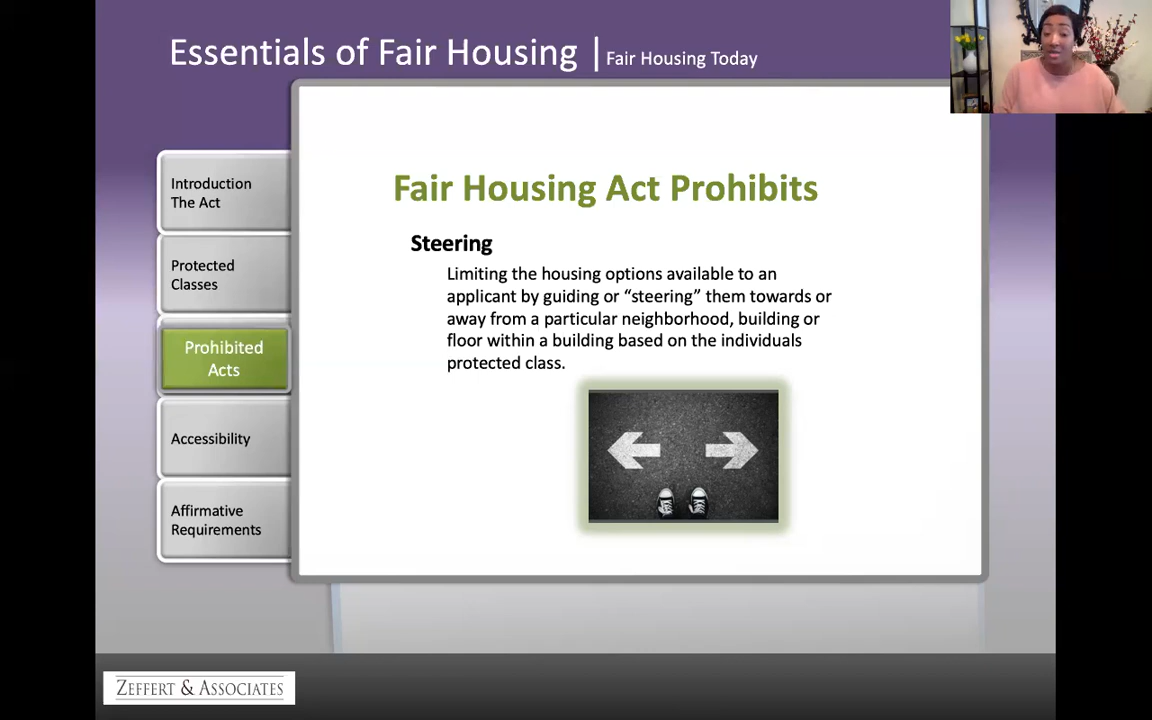 Essentials of Fair Housing | Fair Housing Today
Introduction
The Act
Protected
Classes
Prohibited
Acts
Accessibility
Affirmative
Requirements
Fair Housing Act Prohibits
Steering
Limiting the housing options available to an
applicant by guiding or “steering” them towards or
away from a particular neighborhood, building or
floor within a building based on the individuals
protected class.
ZEFFERT & ASSOCIATES